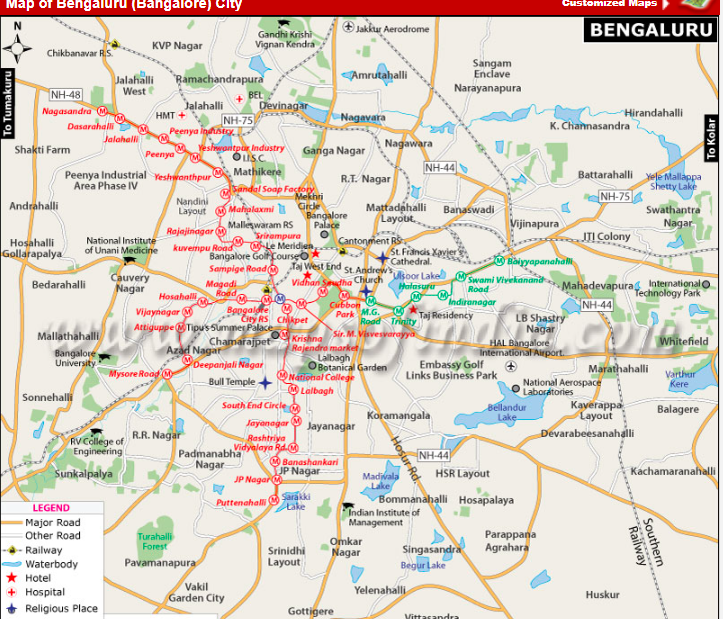 Map of Bengaluru (Bangalore) City
Customized Maps
BENGALURU
N
To Tumakuru
To Kolar
Gandhi Krishi
Vignan Kendra
Jakkur Aerodrome
KVP Nagar
Chikbanavar R.S.
Jalahalli
West
Ramachandrapura
Amrutahalli
Sangam
Enclave
Narayanapura
NH-48
Nagasandra
Dasarahalli
Jalahalli
HMT
Jalahalli
BEL
Devinagar
NH-75
Nagavara
Hirandahalli
K. Channasandra
Peenya Industry
Peenya
Yeshwantpur Industry
I.I.S.C.
Yeshwanthpur
Mathikere
Ganga Nagar
Nagawara
NH-44
Shakti Farm
Peenya Industrial
Area Phase IV
R.T. Nagar
Battarahalli
Yele Mallappa
Shetty Lake
Sandal Soap Factory
Mekhri
Circle
Andrahalli
Nandini
Layout
Mahalaxmi
Bangalore
Palace
Mattadahalli
Layout
Banaswadi
Vijinapura
NH-75
Swathantra
Nagar
Rajajinagar
Malleswaram RS
Srirampura
kuvempu Road
Le Meridien
Cantonment RS
ITI Colony
Hosahalli
Gollarapalya
National Institute
of Unani Medicine
Bangalore Golf Course
St. Francis Xavier's
Cathedral
Baiyyapanahalli
Sampige Road
Taj West End
St. Andrew's
Church
Ulsoor Lake
Swami Vivekanand
Road
Cauvery
Nagar
Magadi
Road
Vidhan Soudha
Halasuru
Mahadevapura
International
Technology Park
Bedarahalli
Hosahalli
Indiranagar
NH-44
Vijaynagar
Bangalore
City RS
Chikpet
Cubbon
Park
M.G.
Road
Trinity
Taj Residency
LB Shastry
Nagar
Attiguppe
Tipu's Summer Palace
Sir. M. Visvesvarayya
Mallathahalli
Chamarajpet
Krishna
Rajendra market
HAL Bangalore
International Airport.
Whitefield
Bangalore
University
Azad Nagar
Deepanjali Nagar
Lalbagh
Botanical Garden
Embassy Golf
Links Business Park
Marathahalli
Mysore Road
Bull Temple
National College
National Aerospace
Laboratories
Varthur
Kere
Sonnehalli
Lalbagh
Bellandur
Lake
Kaverappa
Layout
Balagere
South End Circle
Koramangala
RV College of
Engineering
R.R. Nagar
Jayanagar
Jayanagar
Devarabeesanahalli
Rashtriya
Vidhyalaya Rd.
Hosur Rd.
Padmanabha
Nagar
NH-44
Sunkalpalya
Banashankari
JP Nagar
HSR Layout
Kachamaranahalli
JP Nagar
Madiwala
Lake
Bommanahalli
Hosapalaya
Puttenahalli
Sarakki
Lake
Indian Institute of
Management
LEGEND
Major Road
Other Road
Railway
Waterbody
Hotel
Hospital
Religious Place
Turahalli
Forest
Pavamanapura
Srinidhi
Layout
Omkar
Nagar
Singasandra
Begur Lake
Parappana
Agrahara
Southern
Railway
Vakil
Garden City
Yelenahalli
Huskur
Gottigere
Vittasandra